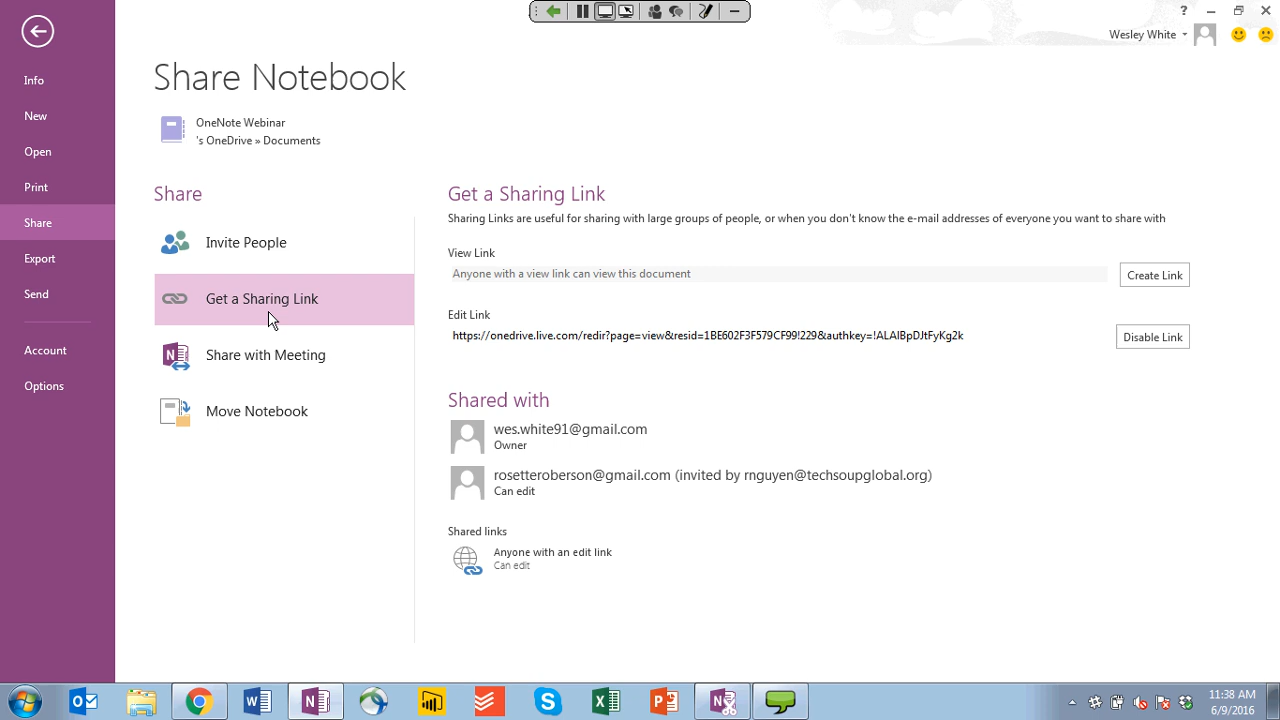 ?
Wesley White
Info
New
Open
Print
Share
Export
Send
Account
Options
Share Notebook
OneNote Webinar
's OneDrive » Documents
Share
Invite People
Get a Sharing Link
Share with Meeting
Move Notebook
Get a Sharing Link
Sharing Links are useful for sharing with large groups of people, or when you don't know the e-mail addresses of everyone you want to share with
View Link
Anyone with a view link can view this document
Create Link
Edit Link
https://onedrive.live.com/redir?page=view&resid=1BE602F3F579CF99!229&authkey=!ALAIBpDJtFyKg2k
Disable Link
Shared with
wes.white91@gmail.com
Owner
rosetteroberson@gmail.com (invited by rnguyen@techsoupglobal.org)
Can edit
Shared links
Anyone with an edit link
Can edit
11:38 AM
6/9/2016